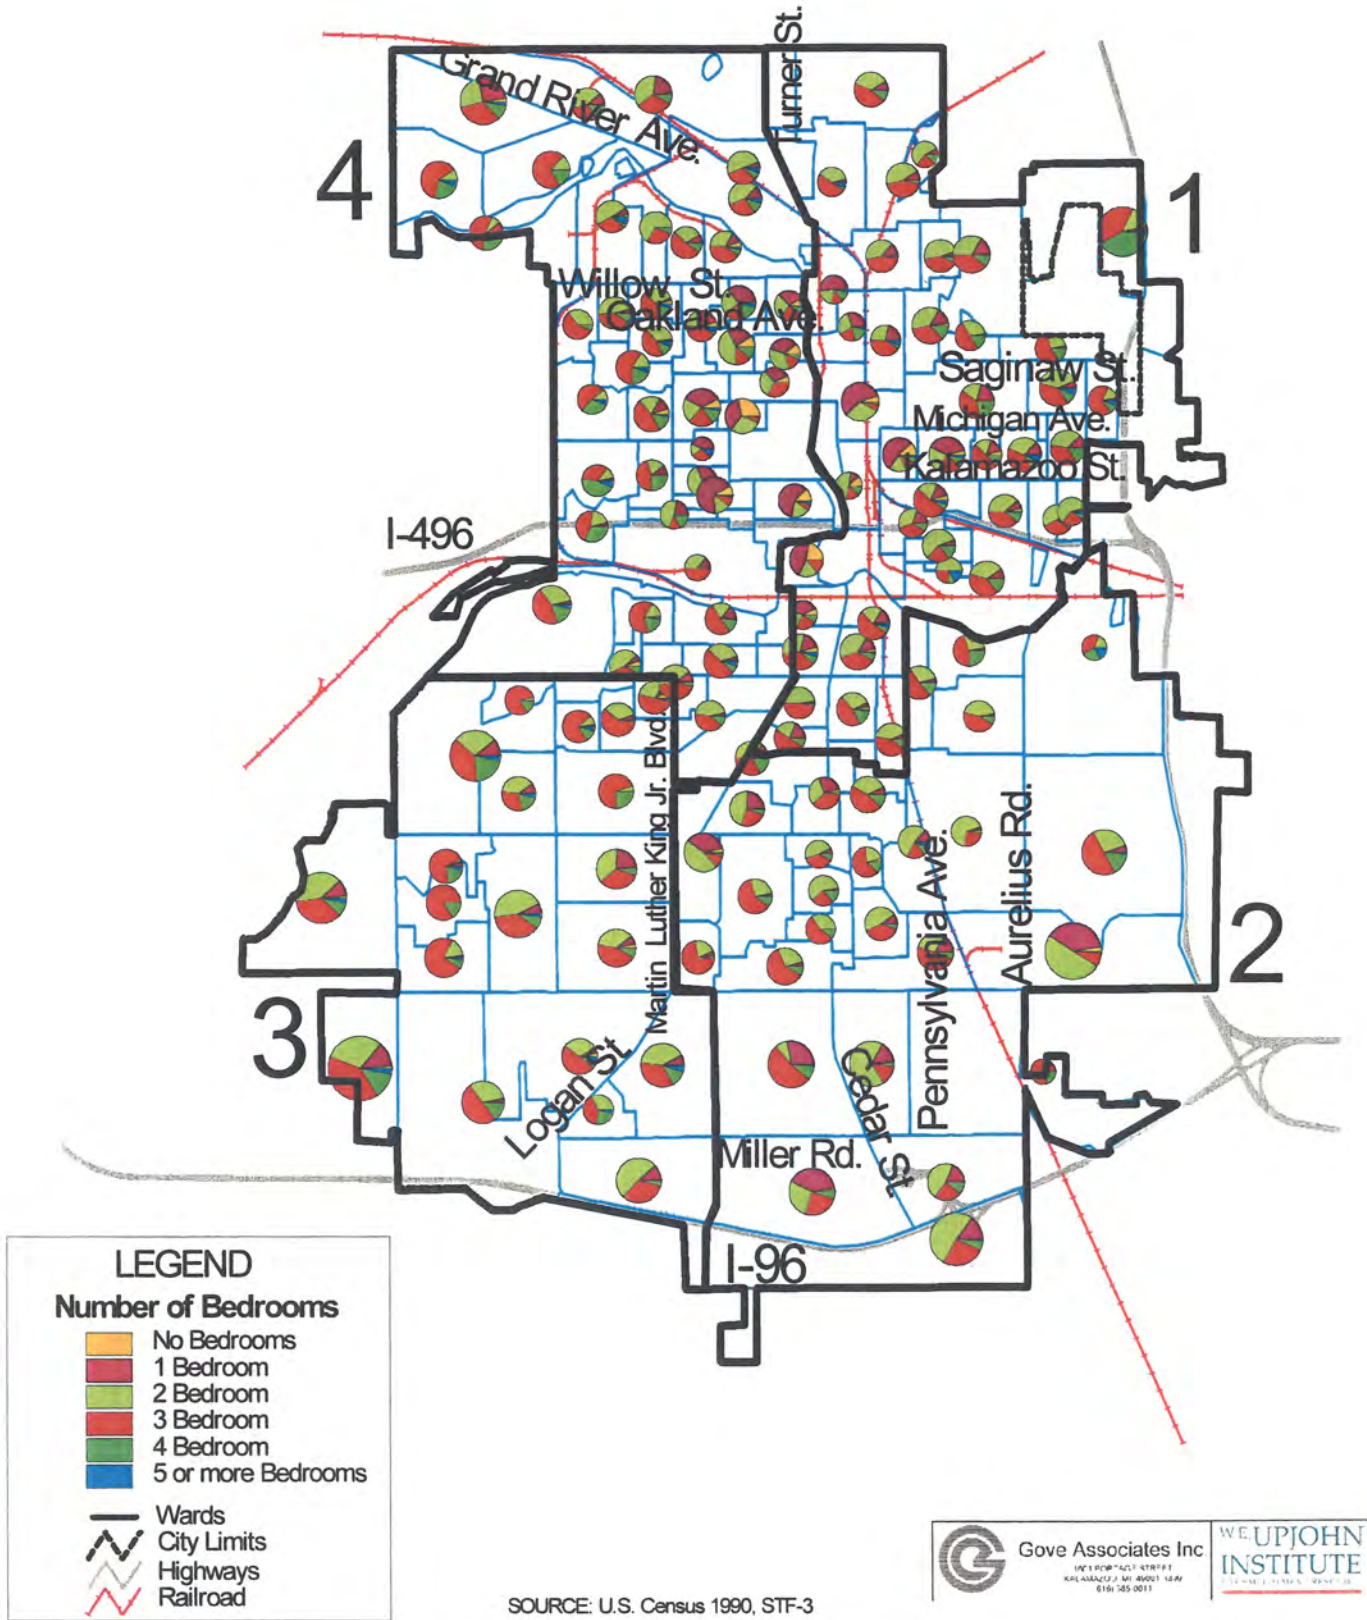 Turner St.
Grand River Ave.
4
1
Willow St.
Oakland Ave.
Saginaw St.
Michigan Ave.
Kalamazoo St.
I-496
Martin Luther King Jr. Blvd.
Pennsylvania Ave.
Aurelius Rd.
2
3
Logan St
Cedar St
Miller Rd.
I-96
LEGEND
Number of Bedrooms
No Bedrooms
1 Bedroom
2 Bedroom
3 Bedroom
4 Bedroom
5 or more Bedrooms
Wards
City Limits
Highways
Railroad
SOURCE: U.S. Census 1990, STF-3
Gove Associates Inc
W.E. UPJOHN
INSTITUTE